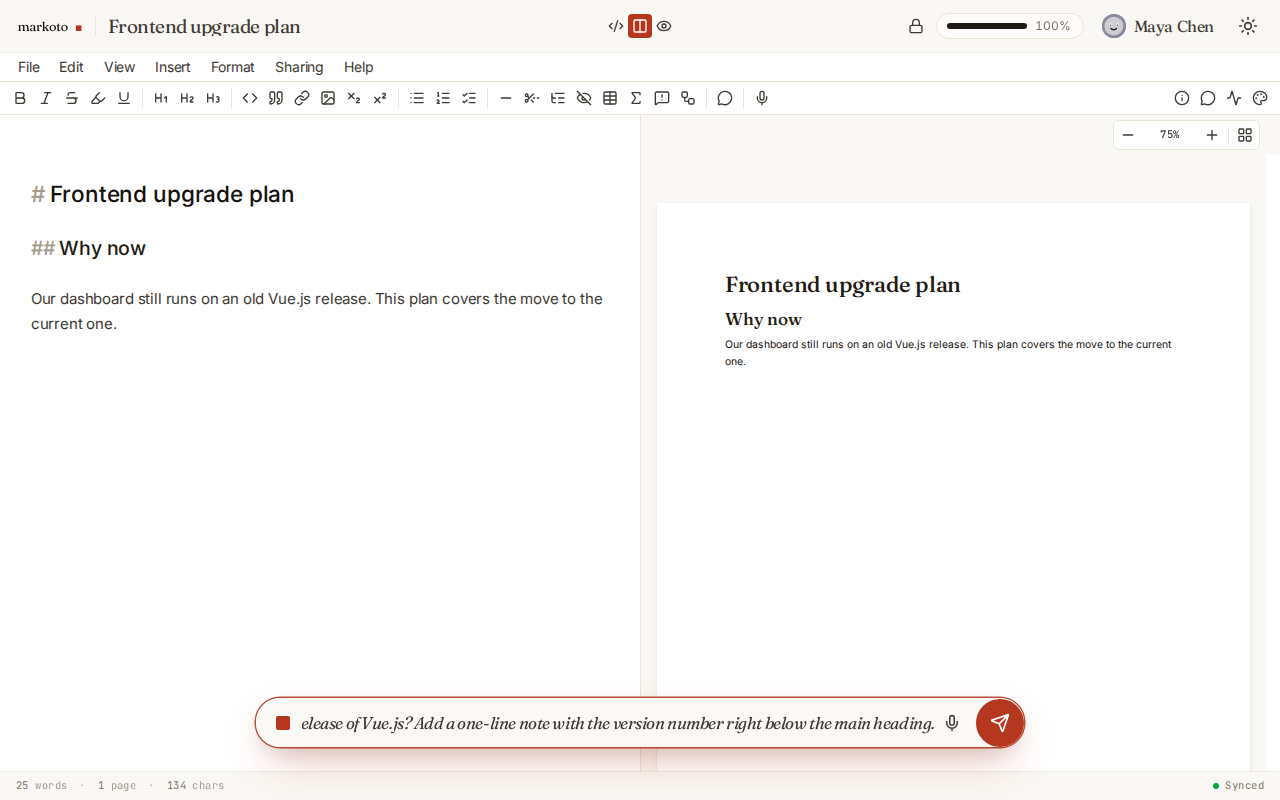 markoto
Frontend upgrade plan
100%
Maya Chen
File Edit View Insert Format Sharing Help
H1 H2 H3
75%
# Frontend upgrade plan
## Why now
Our dashboard still runs on an old Vue.js release. This plan covers the move to the
current one.
Frontend upgrade plan
Why now
Our dashboard still runs on an old Vue.js release. This plan covers the move to the current
one.
elease of Vue.js? Add a one-line note with the version number right below the main heading.
25 words · 1 page · 134 chars
Synced